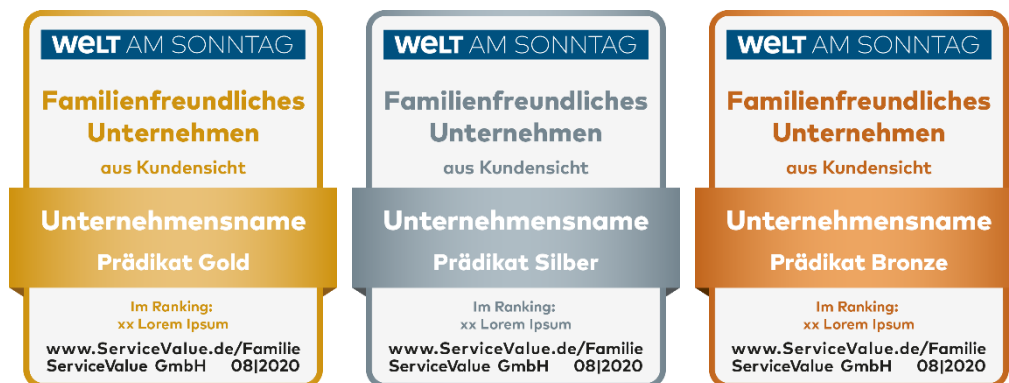 WELT AM SONNTAG
Familienfreundliches
Unternehmen
aus Kundensicht
Unternehmensname
Prädikat Gold
Im Ranking:
xx Lorem Ipsum
www.ServiceValue.de/Familie
ServiceValue GmbH 08|2020
WELT AM SONNTAG
Familienfreundliches
Unternehmen
aus Kundensicht
Unternehmensname
Prädikat Silber
Im Ranking:
xx Lorem Ipsum
www.ServiceValue.de/Familie
ServiceValue GmbH 08|2020
WELT AM SONNTAG
Familienfreundliches
Unternehmen
aus Kundensicht
Unternehmensname
Prädikat Bronze
Im Ranking:
xx Lorem Ipsum
www.ServiceValue.de/Familie
ServiceValue GmbH 08|2020